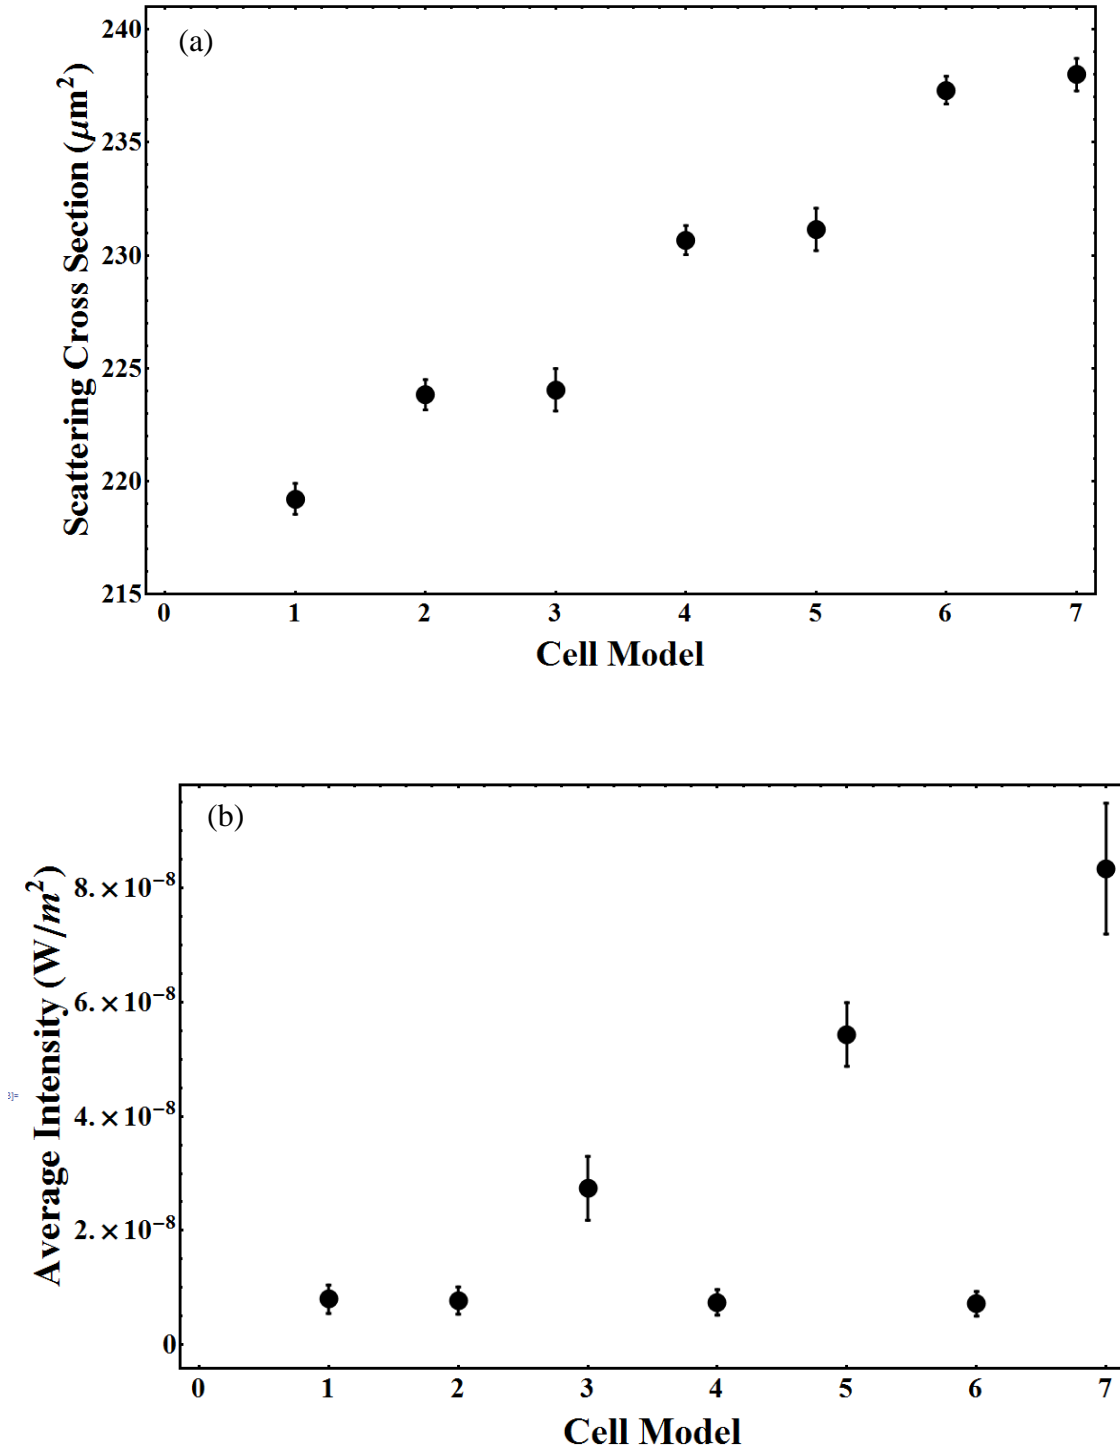 (a)
Scattering Cross Section (μm²)
240
235
230
225
220
215
0 1 2 3 4 5 6 7
Cell Model
(b)
Average Intensity (W/m²)
8.×10⁻⁸
6.×10⁻⁸
4.×10⁻⁸
2.×10⁻⁸
0
0 1 2 3 4 5 6 7
Cell Model